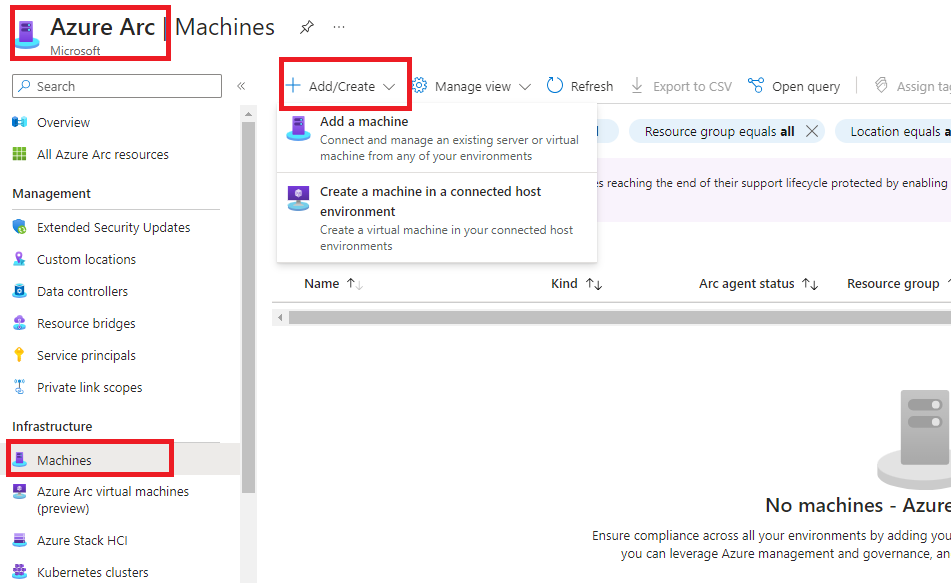 Azure Arc | Machines
Microsoft
Search
Overview
All Azure Arc resources
Management
Extended Security Updates
Custom locations
Data controllers
Resource bridges
Service principals
Private link scopes
Infrastructure
Machines
Azure Arc virtual machines
(preview)
Azure Stack HCI
Kubernetes clusters
Add/Create
Manage view
Refresh
Export to CSV
Open query
Assign
Add a machine
Connect and manage an existing server or virtual
machine from any of your environments
Create a machine in a connected host
environment
Create a virtual machine in your connected host
environments
Resource group equals all
Location equals
reaching the end of their support lifecycle protected by enabling
Name
Kind
Arc agent status
Resource group
No machines - Azure
Ensure compliance across all your environments by adding
you can leverage Azure management and governance,